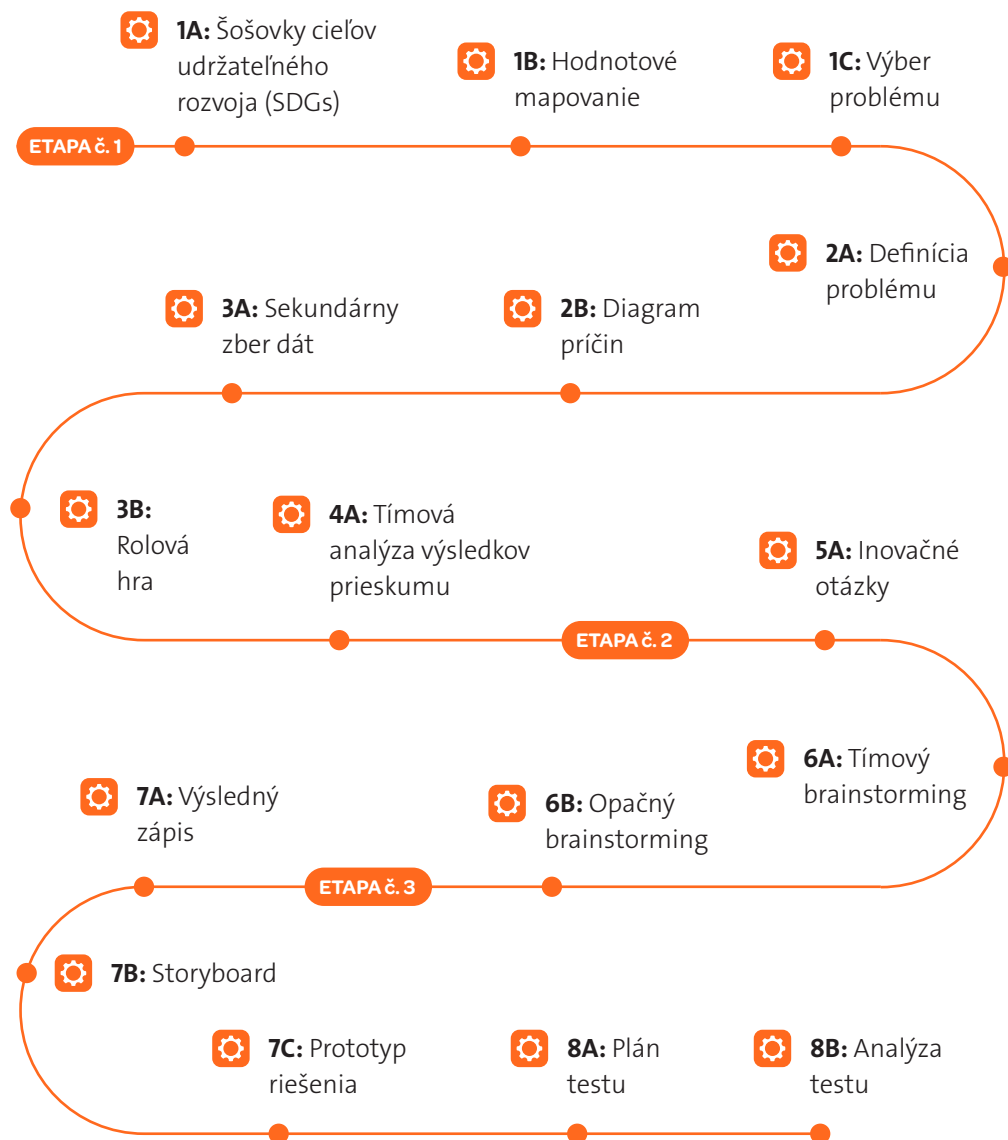 1A: Šošovky cieľov
udržateľného
rozvoja (SDGs)
1B: Hodnotové
mapovanie
1C: Výber
problému
ETAPA č. 1
2A: Definícia
problému
2B: Diagram
príčin
3A: Sekundárny
zber dát
3B:
Rolová
hra
4A: Tímová
analýza výsledkov
prieskumu
ETAPA č. 2
5A: Inovačné
otázky
6A: Tímový
brainstorming
6B: Opačný
brainstorming
ETAPA č. 3
7A: Výsledný
zápis
7B: Storyboard
7C: Prototyp
riešenia
8A: Plán
testu
8B: Analýza
testu